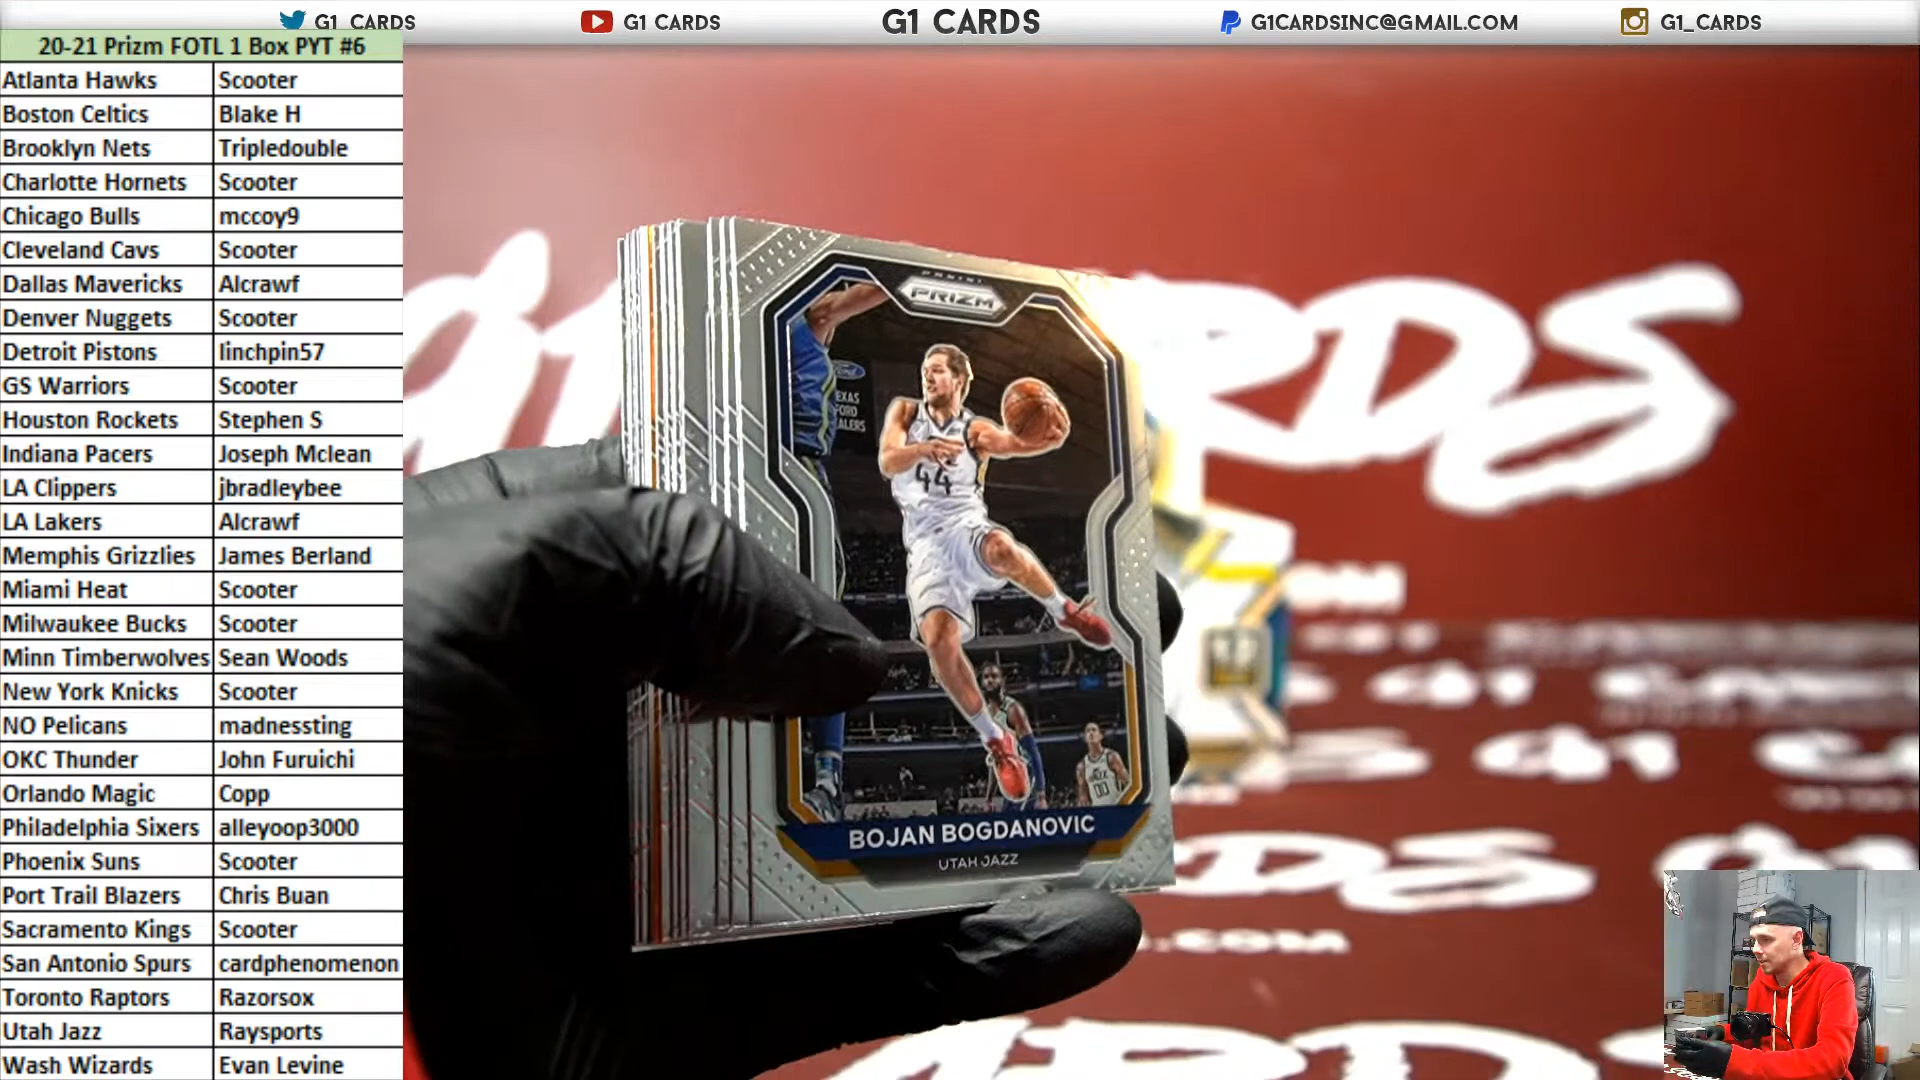 G1_CARDS
G1 CARDS
G1 CARDS
G1CARDSINC@GMAIL.COM
G1_CARDS
20-21 Prizm FOTL 1 Box PYT #6
Atlanta Hawks Scooter
Boston Celtics Blake H
Brooklyn Nets Tripledouble
Charlotte Hornets Scooter
Chicago Bulls mccoy9
Cleveland Cavs Scooter
Dallas Mavericks Alcrawf
Denver Nuggets Scooter
Detroit Pistons linchpin57
GS Warriors Scooter
Houston Rockets Stephen S
Indiana Pacers Joseph Mclean
LA Clippers jbradleybee
LA Lakers Alcrawf
Memphis Grizzlies James Berland
Miami Heat Scooter
Milwaukee Bucks Scooter
Minn Timberwolves Sean Woods
New York Knicks Scooter
NO Pelicans madnessting
OKC Thunder John Furuichi
Orlando Magic Copp
Philadelphia Sixers alleyoop3000
Phoenix Suns Scooter
Port Trail Blazers Chris Buan
Sacramento Kings Scooter
San Antonio Spurs cardphenomenon
Toronto Raptors Razorsox
Utah Jazz Raysports
Wash Wizards Evan Levine
PANINI
PRIZM
Ford
44
BOJAN BOGDANOVIC
UTAH JAZZ